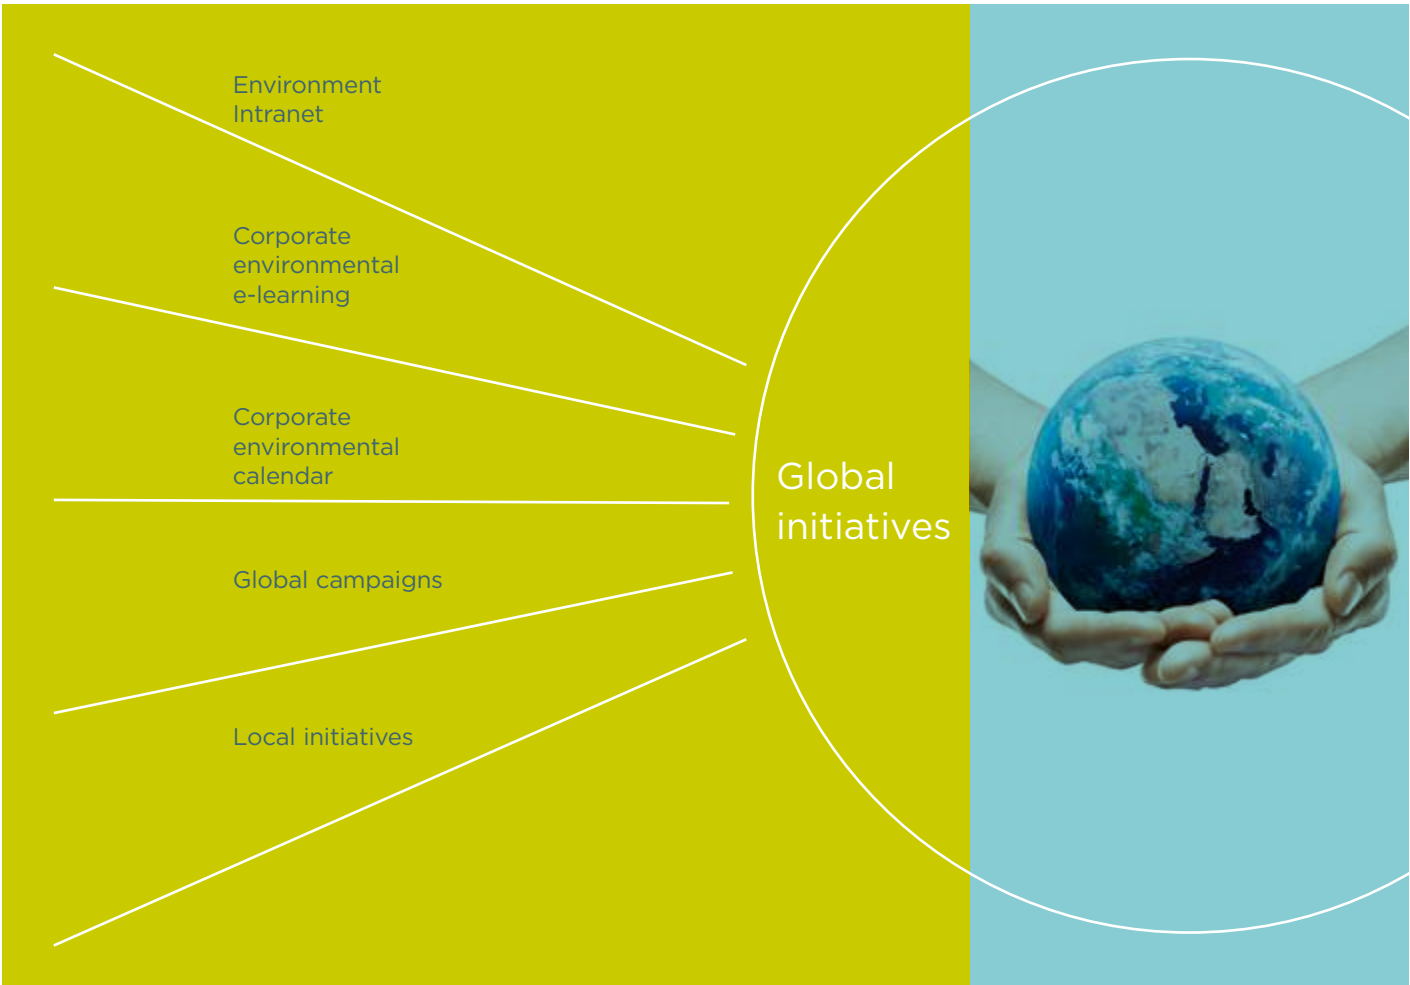 Environment
Intranet
Corporate
environmental
e-learning
Corporate
environmental
calendar
Global campaigns
Local initiatives
Global
initiatives